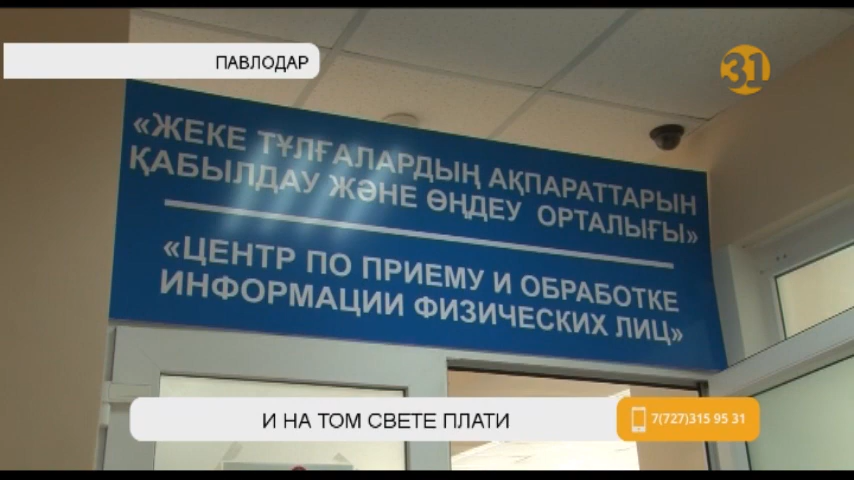 ПАВЛОДАР
31
«ЖЕКЕ ТҰЛҒАЛАРДЫҢ АҚПАРАТТАРЫН
ҚАБЫЛДАУ ЖӘНЕ ӨҢДЕУ ОРТАЛЫҒЫ»
«ЦЕНТР ПО ПРИЕМУ И ОБРАБОТКЕ
ИНФОРМАЦИИ ФИЗИЧЕСКИХ ЛИЦ»
И НА ТОМ СВЕТЕ ПЛАТИ
7(727)315 95 31